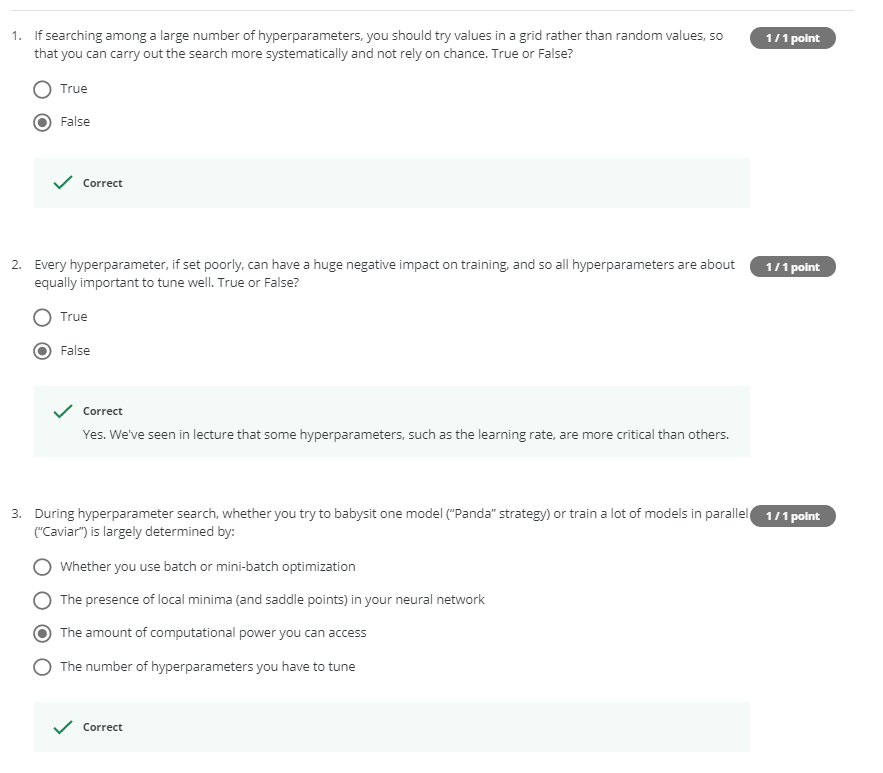 1. If searching among a large number of hyperparameters, you should try values in a grid rather than random values, so 1 / 1 point
that you can carry out the search more systematically and not rely on chance. True or False?
True
False
Correct
2. Every hyperparameter, if set poorly, can have a huge negative impact on training, and so all hyperparameters are about 1 / 1 point
equally important to tune well. True or False?
True
False
Correct
Yes. We've seen in lecture that some hyperparameters, such as the learning rate, are more critical than others.
3. During hyperparameter search, whether you try to babysit one model (“Panda” strategy) or train a lot of models in parallel 1 / 1 point
(“Caviar”) is largely determined by:
Whether you use batch or mini-batch optimization
The presence of local minima (and saddle points) in your neural network
The amount of computational power you can access
The number of hyperparameters you have to tune
Correct